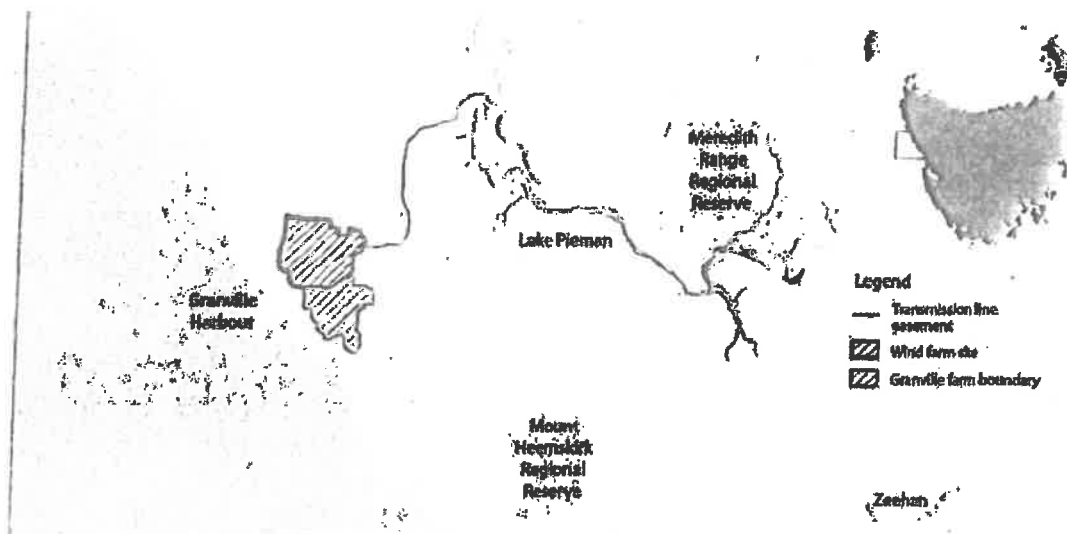 Meredith
Range
Regional
Reserve
Lake Pieman
Granville
Harbour
Legend
Transmission line
easement
Wind farm site
Granville farm boundary
Mount
Heemskirk
Regional
Reserve
Zeehan